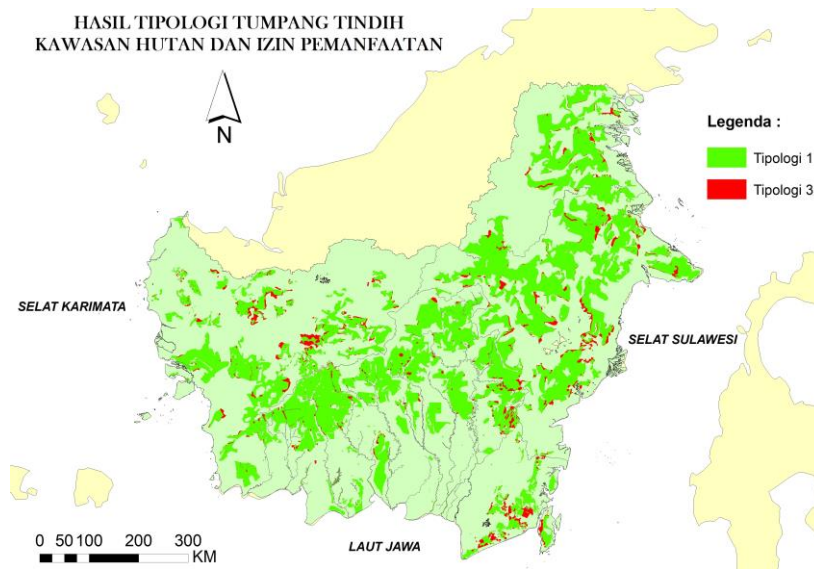 HASIL TIPOLOGI TUMPANG TINDIH
KAWASAN HUTAN DAN IZIN PEMANFAATAN
N
Legenda :
Tipologi 1
Tipologi 3
SELAT KARIMATA
SELAT SULAWESI
LAUT JAWA
0 50 100 200 300
KM